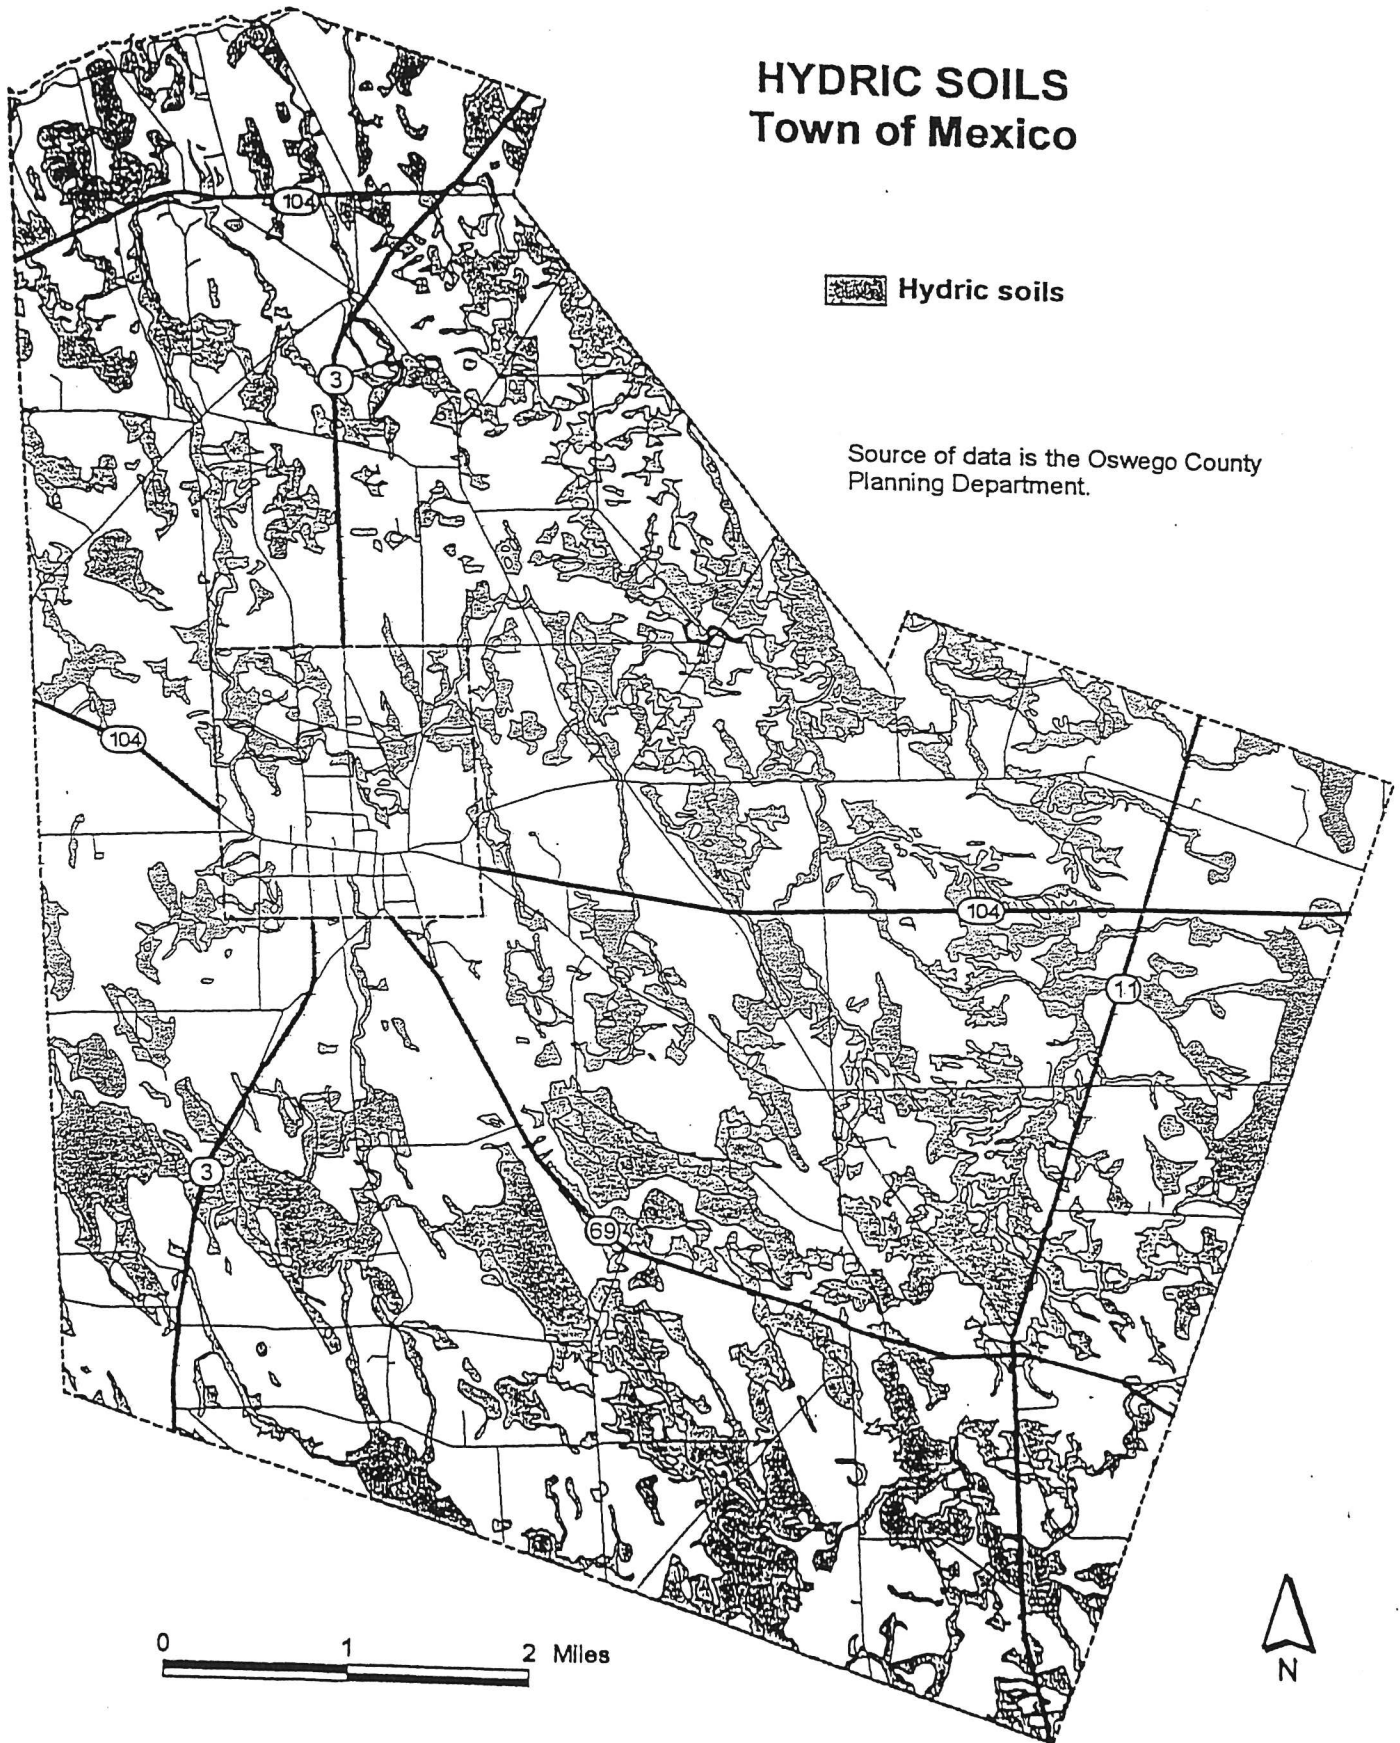 HYDRIC SOILS
Town of Mexico
104
Hydric soils
3
Source of data is the Oswego County
Planning Department.
104
104
11
3
69
0 1 2 Miles
N